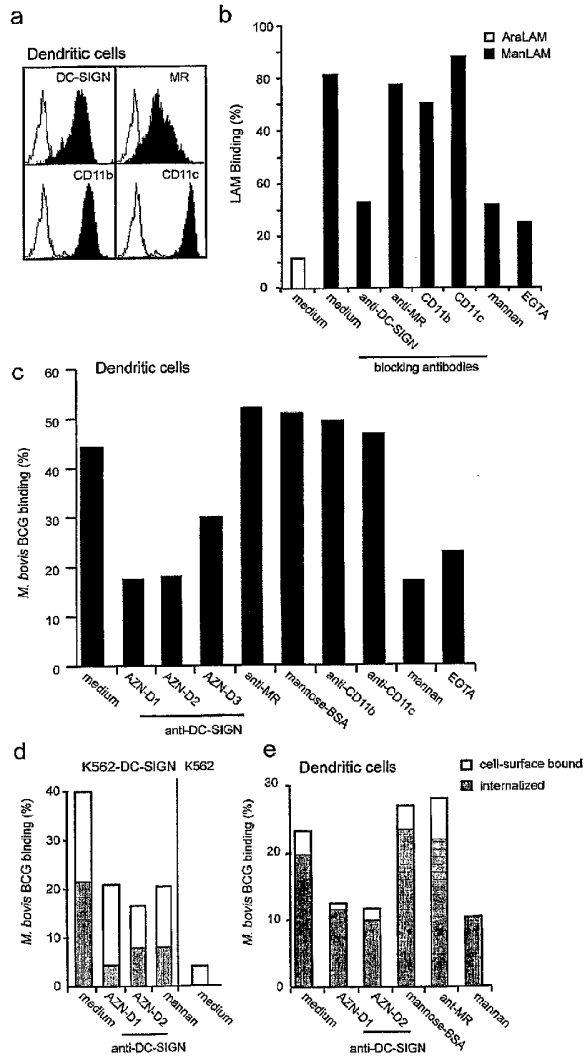 a
Dendritic cells
DC-SIGN
MR
CD11b
CD11c
b
AraLAM
ManLAM
LAM Binding (%)
100
80
80
60
20
0
medium
medium
anti-DC-SIGN
anti-MR
CD11b
CD11c
mannan
EGTA
blocking antibodies
c
Dendritic cells
M. bovis BCG binding (%)
60
50
40
30
20
10
0
medium
AZN-D1
AZN-D2
AZN-D3
anti-MR
mannose-BSA
anti-CD11b
anti-CD11c
mannan
EGTA
anti-DC-SIGN
d
K562-DC-SIGN
K562
M. bovis BCG binding (%)
40
30
20
10
0
medium
AZN-D1
AZN-D2
mannan
medium
anti-DC-SIGN
e
Dendritic cells
cell-surface bound
internalized
M. bovis BCG binding (%)
30
20
10
0
medium
AZN-D1
AZN-D2
mannose-BSA
ant-MR
mannan
anti-DC-SIGN